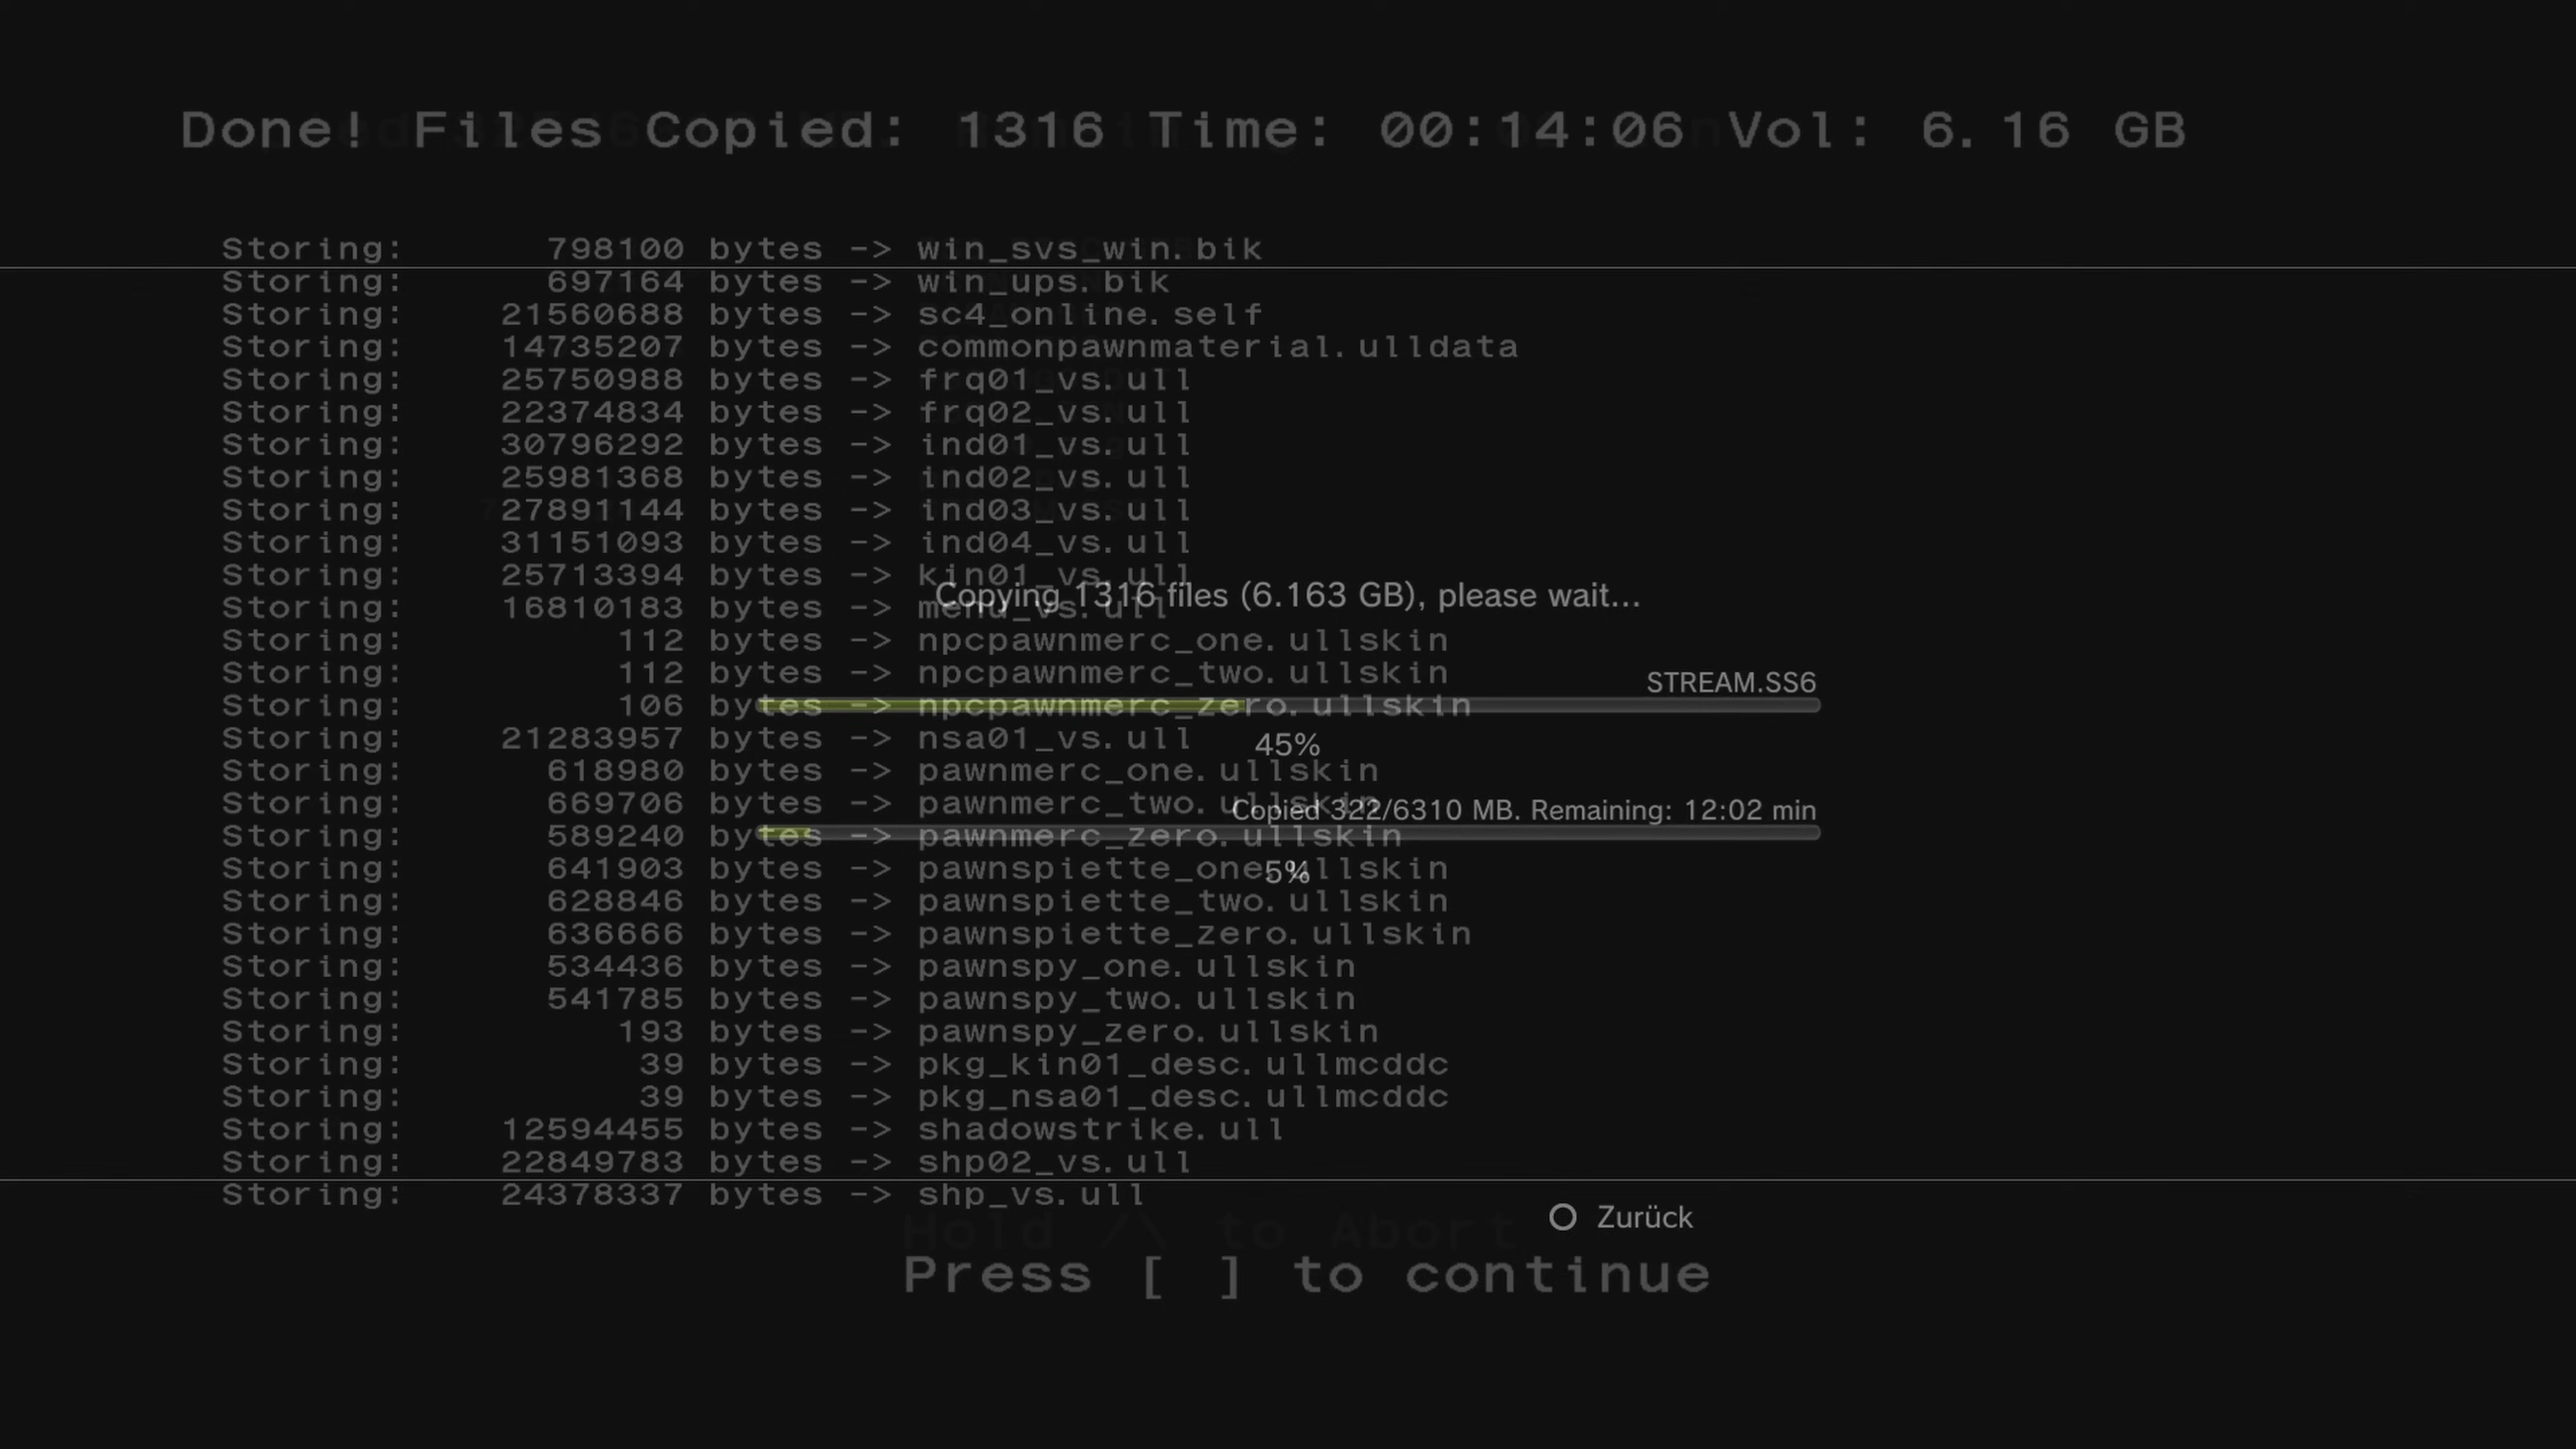 Done! Files Copied: 1316 Time: 00:14:06 Vol: 6.16 GB
Storing: 798100 bytes -> win_svs_win.bik
Storing: 697164 bytes -> win_ups.bik
Storing: 21560688 bytes -> sc4_online.self
Storing: 14735207 bytes -> commonpawnmaterial.ulldata
Storing: 25750988 bytes -> frq01_vs.ull
Storing: 22374834 bytes -> frq02_vs.ull
Storing: 30796292 bytes -> ind01_vs.ull
Storing: 25981368 bytes -> ind02_vs.ull
Storing: 27891144 bytes -> ind03_vs.ull
Storing: 31151093 bytes -> ind04_vs.ull
Storing: 25713394 bytes -> kin01_vs.ull
Copying 1316 files (6.163 GB), please wait...
Storing: 16810183 bytes -> menu_vs.ull
Storing: 112 bytes -> npcpawnmerc_one.ullskin
Storing: 112 bytes -> npcpawnmerc_two.ullskin
STREAM.SS6
Storing: 106 bytes -> npcpawnmerc_zero.ullskin
Storing: 21283957 bytes -> nsa01_vs.ull
45%
Storing: 618980 bytes -> pawnmerc_one.ullskin
Storing: 669706 bytes -> pawnmerc_two.ullskin
Copied 322/6310 MB. Remaining: 12:02 min
Storing: 589240 bytes -> pawnmerc_zero.ullskin
Storing: 641903 bytes -> pawnspiette_one.ullskin
5%
Storing: 628846 bytes -> pawnspiette_two.ullskin
Storing: 636666 bytes -> pawnspiette_zero.ullskin
Storing: 534436 bytes -> pawnspy_one.ullskin
Storing: 541785 bytes -> pawnspy_two.ullskin
Storing: 193 bytes -> pawnspy_zero.ullskin
Storing: 39 bytes -> pkg_kin01_desc.ullmcddc
Storing: 39 bytes -> pkg_nsa01_desc.ullmcddc
Storing: 12594455 bytes -> shadowstrike.ull
Storing: 22849783 bytes -> shp02_vs.ull
Storing: 24378337 bytes -> shp_vs.ull
Zurück
Hold /\ to Abort
Press [ ] to continue